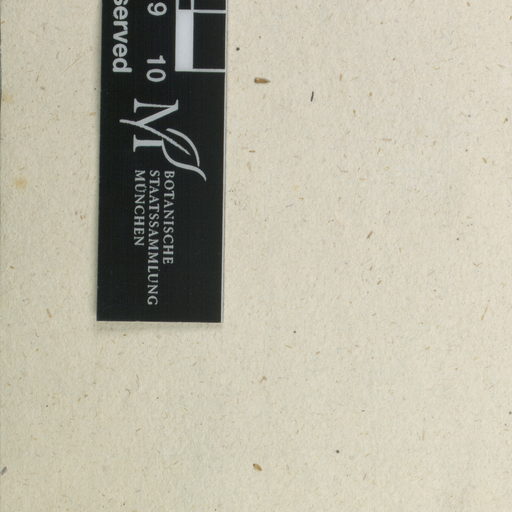 served
9 10
M
BOTANISCHE
STAATSSAMMLUNG
MÜNCHEN